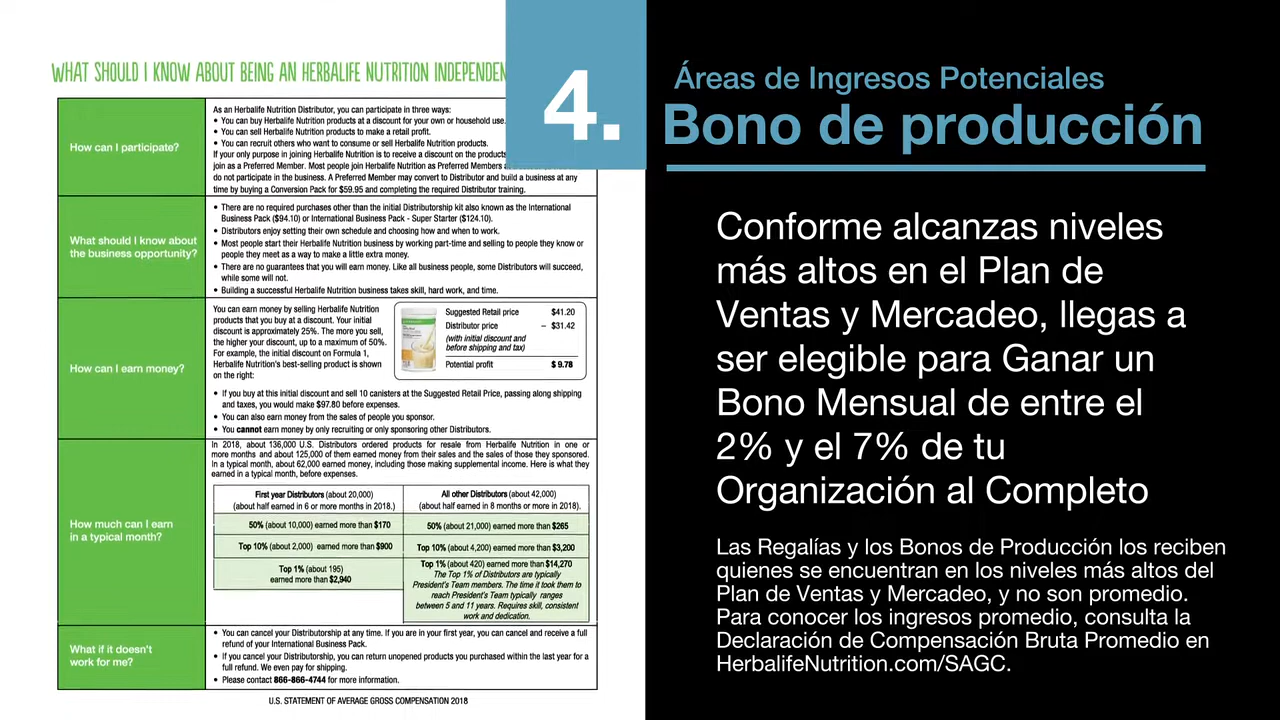 WHAT SHOULD I KNOW ABOUT BEING AN HERBALIFE NUTRITION INDEPENDEN
How can I participate?
As an Herbalife Nutrition Distributor, you can participate in three ways:
• You can buy Herbalife Nutrition products at a discount for your own or household use.
• You can sell Herbalife Nutrition products to make a retail profit.
• You can recruit others who want to consume or sell Herbalife Nutrition products.
If your only purpose in joining Herbalife Nutrition is to receive a discount on the products
join as a Preferred Member. Most people join Herbalife Nutrition as Preferred Members
do not participate in the business. A Preferred Member may convert to Distributor and build a business at any
time by buying a Conversion Pack for $59.95 and completing the required Distributor training.
What should I know about
the business opportunity?
• There are no required purchases other than the initial Distributorship kit also known as the International
Business Pack ($94.10) or International Business Pack - Super Starter ($124.10).
• Distributors enjoy setting their own schedule and choosing how and when to work.
• Most people start their Herbalife Nutrition business by working part-time and selling to people they know or
people they meet as a way to make a little extra money.
• There are no guarantees that you will earn money. Like all business people, some Distributors will succeed,
while some will not.
• Building a successful Herbalife Nutrition business takes skill, hard work, and time.
How can I earn money?
You can earn money by selling Herbalife Nutrition
products that you buy at a discount. Your initial
discount is approximately 25%. The more you sell,
the higher your discount, up to a maximum of 50%.
For example, the initial discount on Formula 1,
Herbalife Nutrition's best-selling product is shown
on the right:
Suggested Retail price $41.20
Distributor price – $31.42
(with initial discount and
before shipping and tax)
Potential profit $ 9.78
• If you buy at this initial discount and sell 10 canisters at the Suggested Retail Price, passing along shipping
and taxes, you would make $97.80 before expenses.
• You can also earn money from the sales of people you sponsor.
• You cannot earn money by only recruiting or only sponsoring other Distributors.
How much can I earn
in a typical month?
In 2018, about 136,000 U.S. Distributors ordered products for resale from Herbalife Nutrition in one or
more months and about 125,000 of them earned money from their sales and the sales of those they sponsored.
In a typical month, about 62,000 earned money, including those making supplemental income. Here is what they
earned in a typical month, before expenses.
First year Distributors (about 20,000)
(about half earned in 6 or more months in 2018.)
50% (about 10,000) earned more than $170
Top 10% (about 2,000) earned more than $900
Top 1% (about 195)
earned more than $2,940
All other Distributors (about 42,000)
(about half earned in 8 months or more in 2018).
50% (about 21,000) earned more than $265
Top 10% (about 4,200) earned more than $3,200
Top 1% (about 420) earned more than $14,270
The Top 1% of Distributors are typically
President's Team members. The time it took them to
reach President's Team typically ranges
between 5 and 11 years. Requires skill, consistent
work and dedication.
What if it doesn't
work for me?
• You can cancel your Distributorship at any time. If you are in your first year, you can cancel and receive a full
refund of your International Business Pack.
• If you cancel your Distributorship, you can return unopened products you purchased within the last year for a
full refund. We even pay for shipping.
• Please contact 866-866-4744 for more information.
U.S. STATEMENT OF AVERAGE GROSS COMPENSATION 2018
4.
Áreas de Ingresos Potenciales
Bono de producción
Conforme alcanzas niveles
más altos en el Plan de
Ventas y Mercadeo, llegas a
ser elegible para Ganar un
Bono Mensual de entre el
2% y el 7% de tu
Organización al Completo
Las Regalías y los Bonos de Producción los reciben
quienes se encuentran en los niveles más altos del
Plan de Ventas y Mercadeo, y no son promedio.
Para conocer los ingresos promedio, consulta la
Declaración de Compensación Bruta Promedio en
HerbalifeNutrition.com/SAGC.